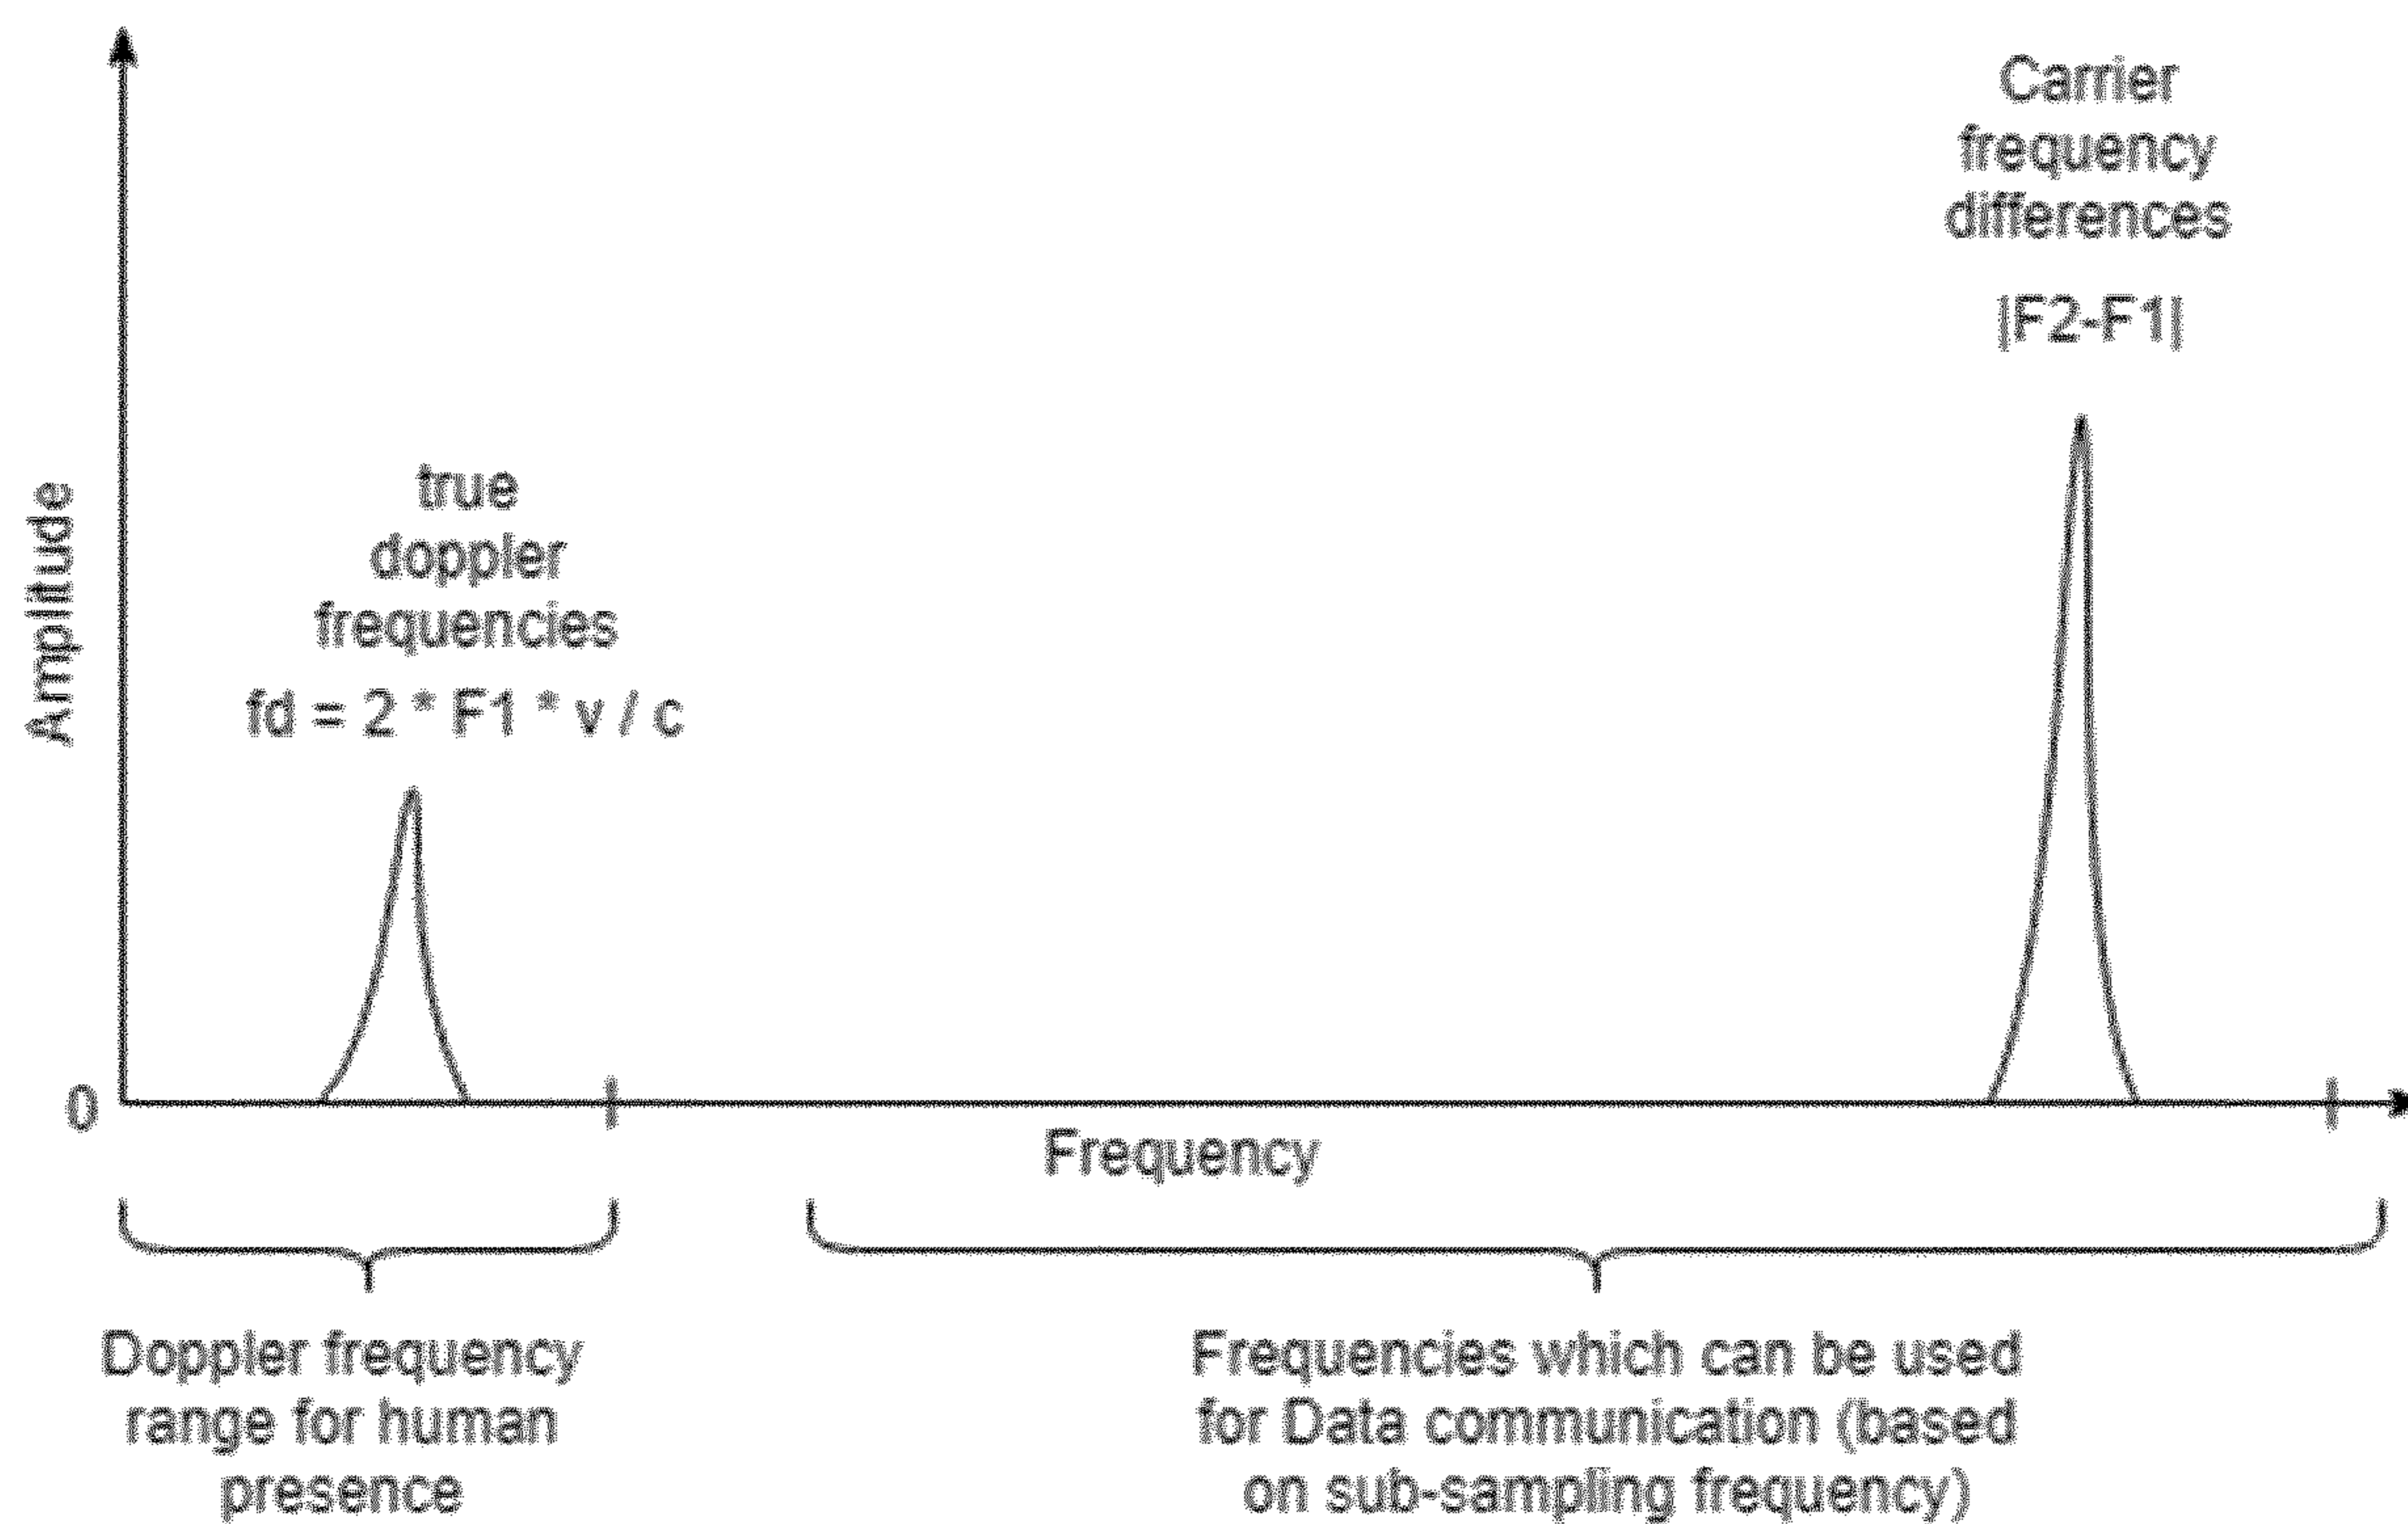 Carrier
frequency
differences
|F2-F1|
true
doppler
frequencies
fd = 2 * F1 * v / c
Amplitude
0
Frequency
Doppler frequency
range for human
presence
Frequencies which can be used
for Data communication (based
on sub-sampling frequency)